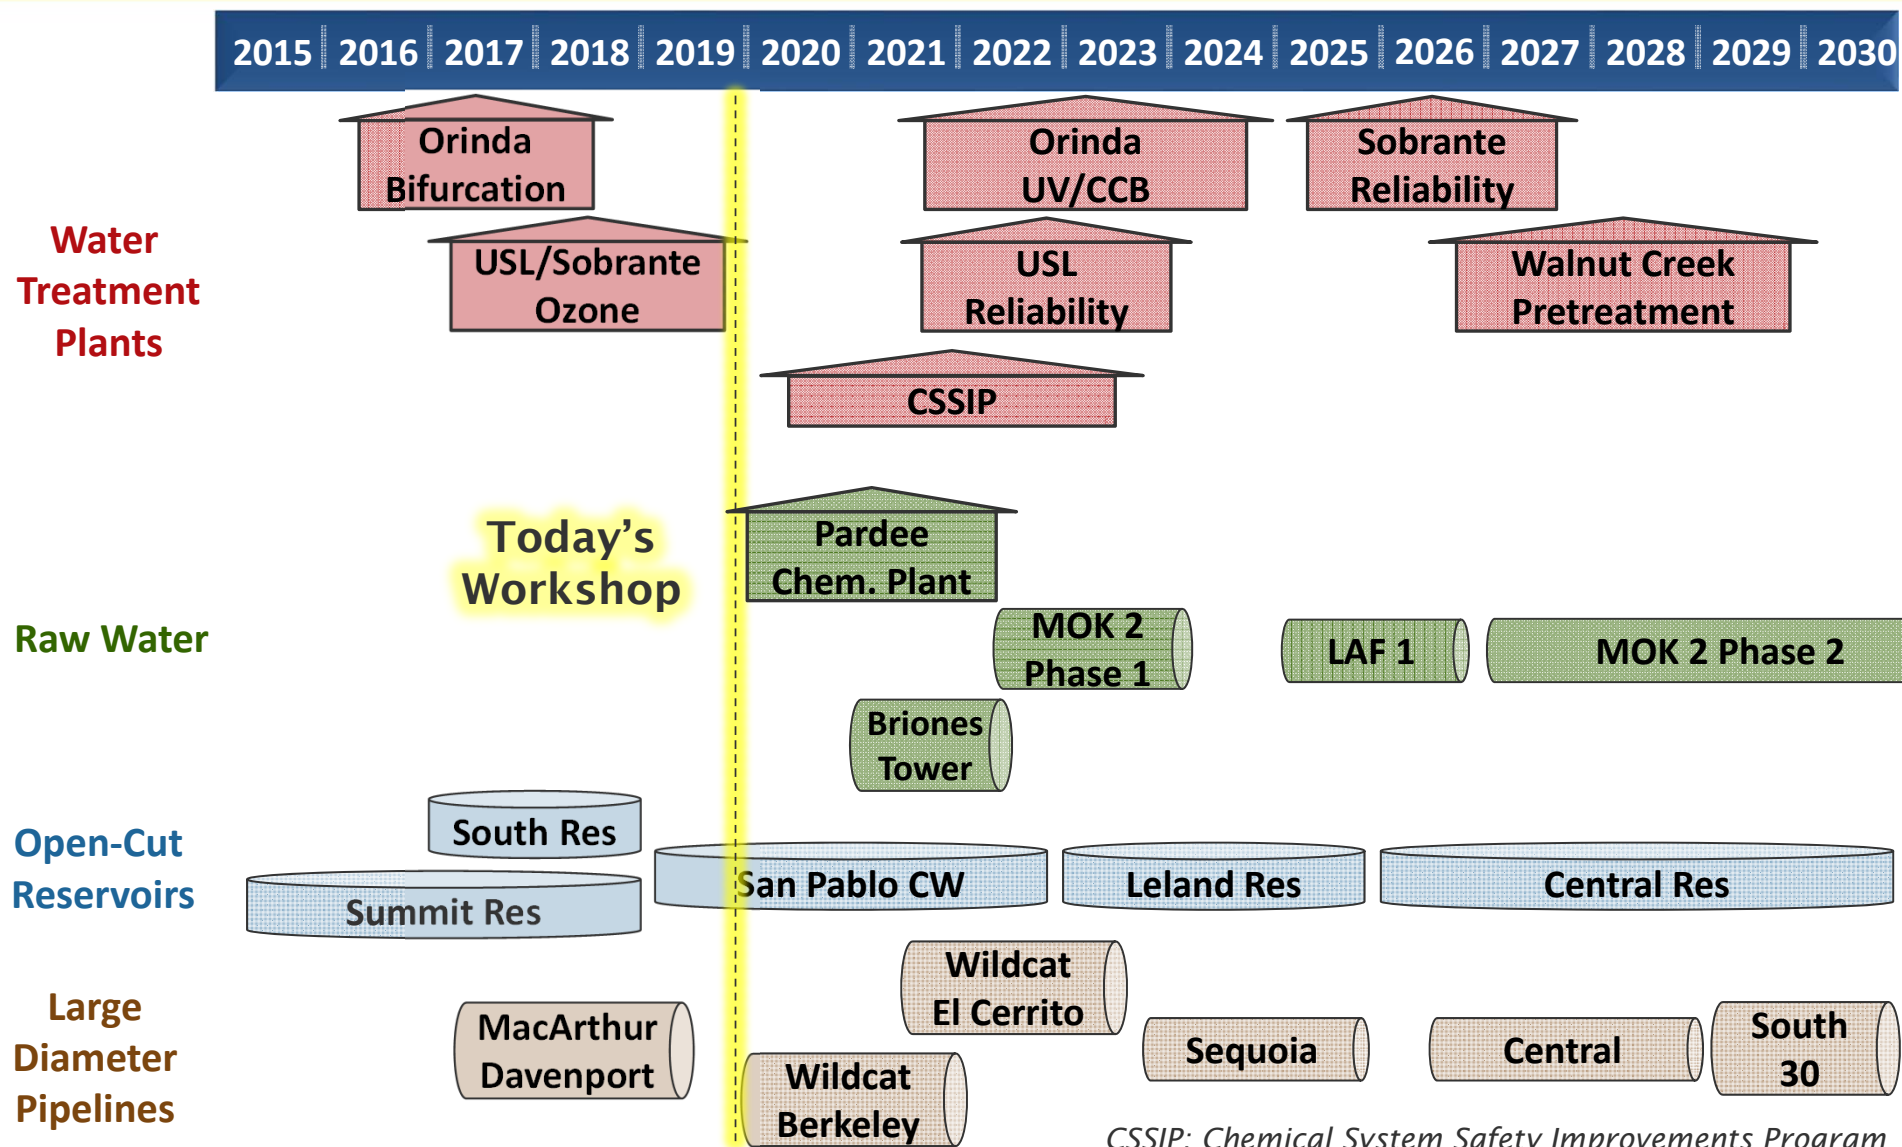 2015 2016 2017 2018 2019 2020 2021 2022 2023 2024 2025 2026 2027 2028 2029 2030
Water
Treatment
Plants
Orinda
Bifurcation
Orinda
UV/CCB
Sobrante
Reliability
USL/Sobrante
Ozone
USL
Reliability
Walnut Creek
Pretreatment
CSSIP
Today's
Workshop
Raw Water
Pardee
Chem. Plant
MOK 2
Phase 1
LAF 1
MOK 2 Phase 2
Briones
Tower
Open-Cut
Reservoirs
South Res
Summit Res
San Pablo CW
Leland Res
Central Res
Large
Diameter
Pipelines
MacArthur
Davenport
Wildcat
El Cerrito
Wildcat
Berkeley
Sequoia
Central
South
30
CSSIP: Chemical System Safety Improvements Program